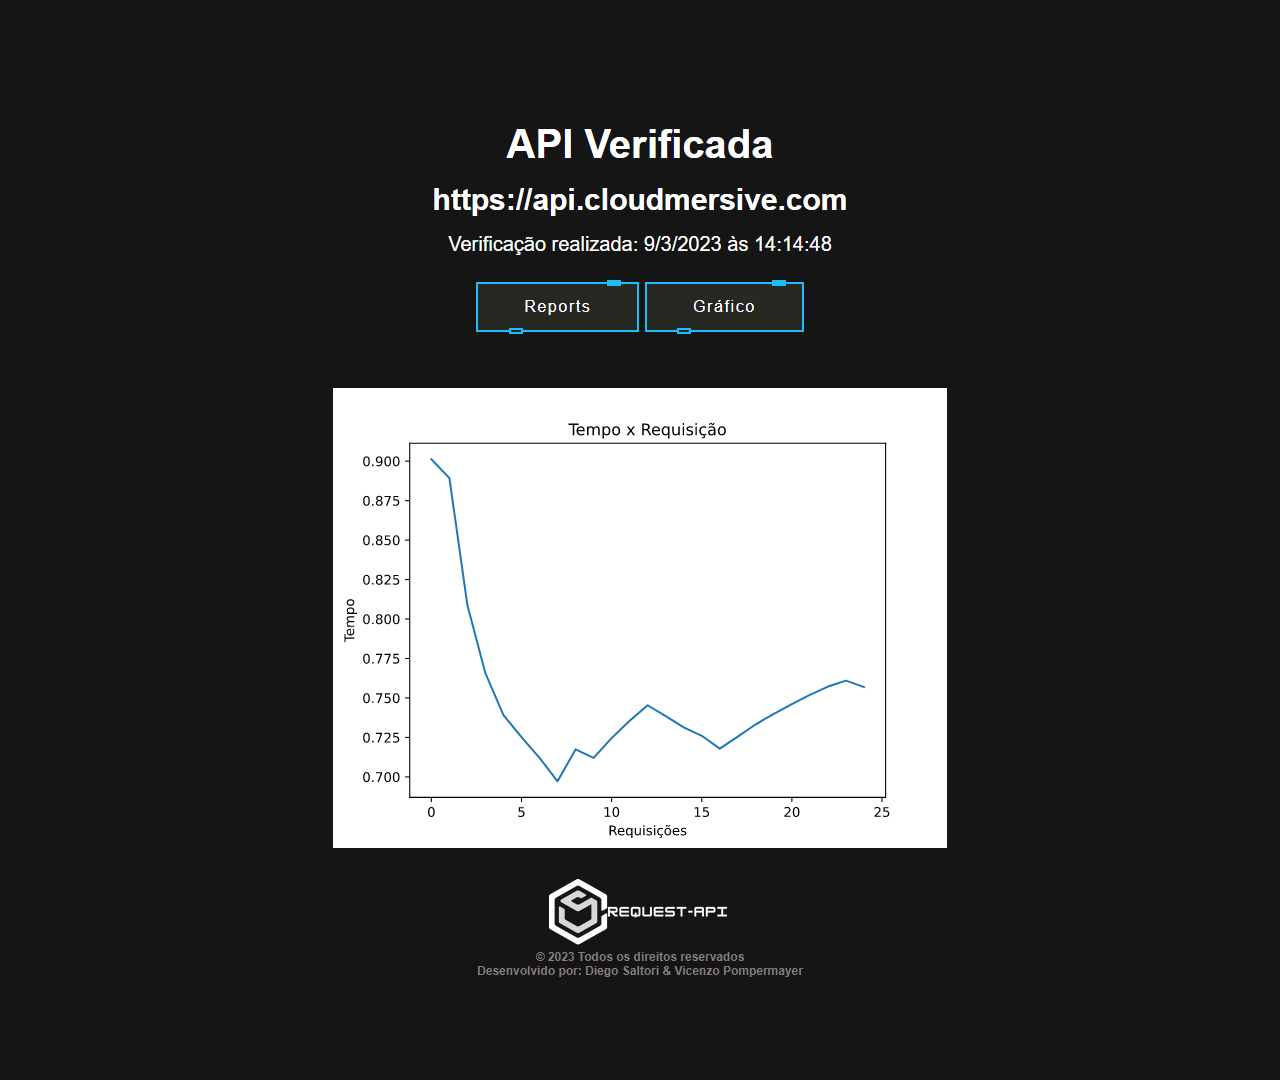 API Verificada
https://api.cloudmersive.com
Verificação realizada: 9/3/2023 às 14:14:48
Reports
Gráfico
Tempo x Requisição
0.900
0.875
0.850
0.825
0.800
0.775
0.750
0.725
0.700
Tempo
0 5 10 15 20 25
Requisições
REQUEST-API
© 2023 Todos os direitos reservados
Desenvolvido por: Diego Saltori & Vicenzo Pompermayer